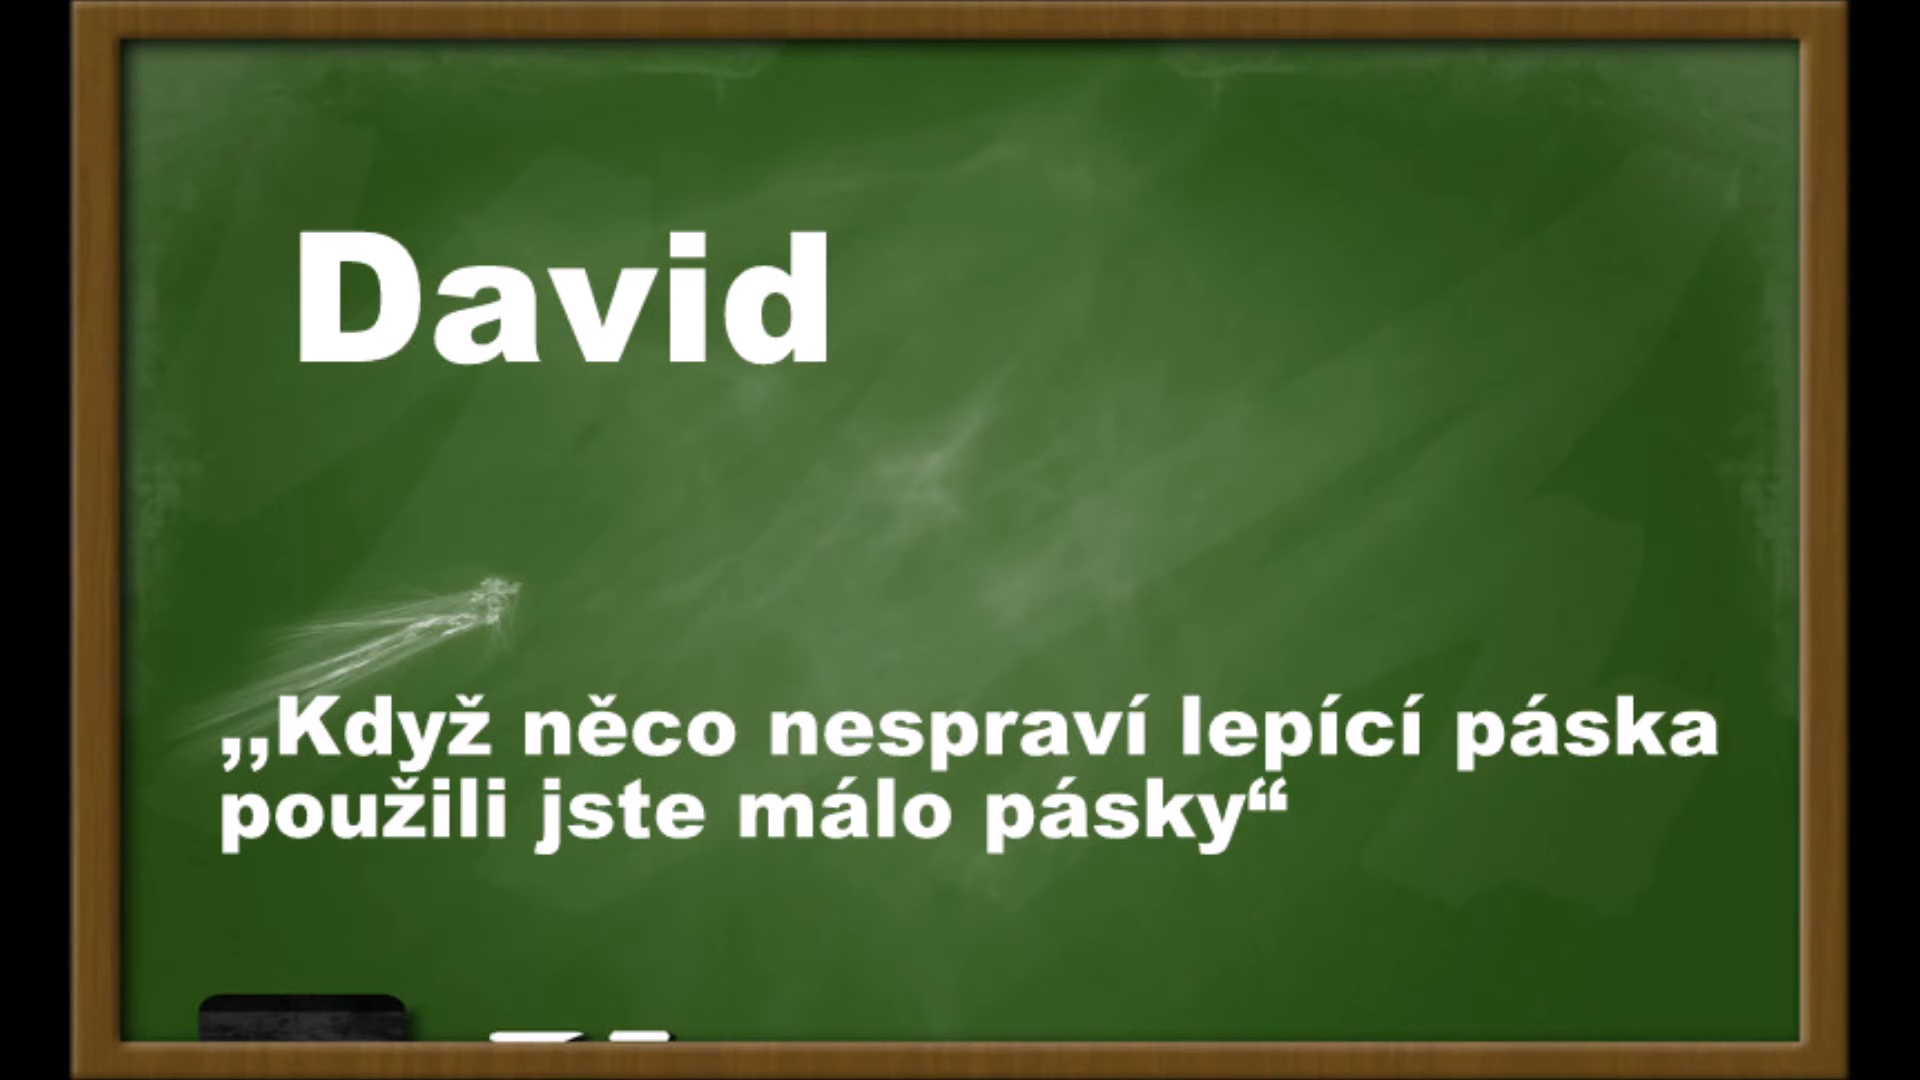 David
,,Když něco nespraví lepící páska
použili jste málo pásky“